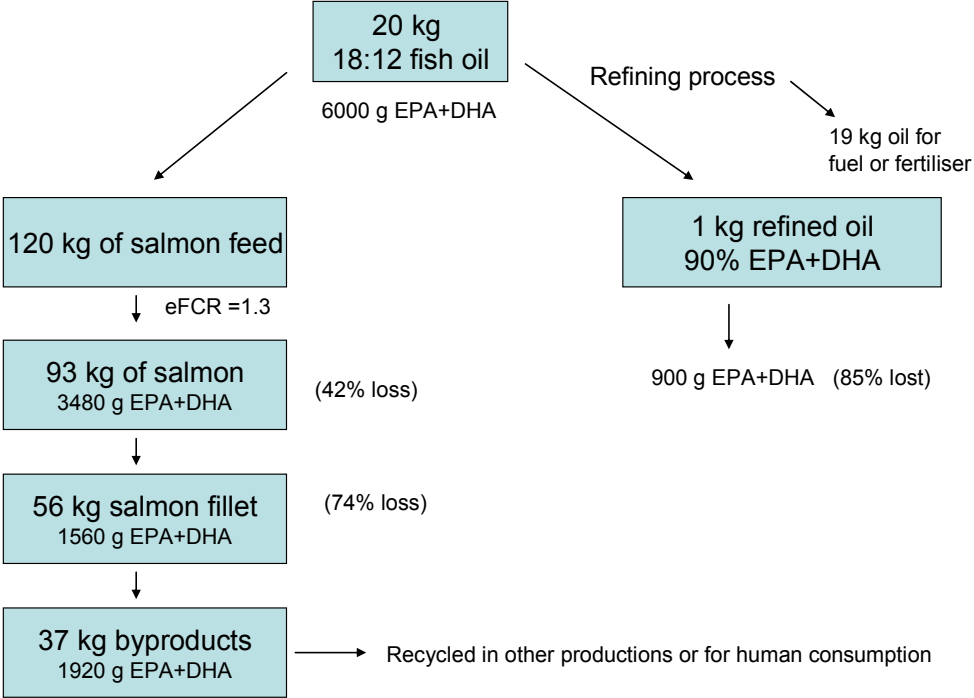 20 kg
18:12 fish oil
6000 g EPA+DHA
Refining process
19 kg oil for
fuel or fertiliser
120 kg of salmon feed
1 kg refined oil
90% EPA+DHA
eFCR =1.3
93 kg of salmon
3480 g EPA+DHA
(42% loss)
900 g EPA+DHA (85% lost)
56 kg salmon fillet
1560 g EPA+DHA
(74% loss)
37 kg byproducts
1920 g EPA+DHA
Recycled in other productions or for human consumption